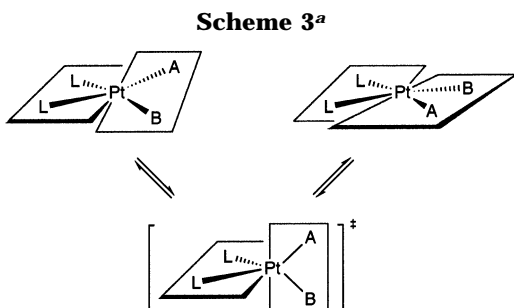 Scheme 3a
L Pt A
L B
L Pt B
L A
‡
L A
L Pt
B